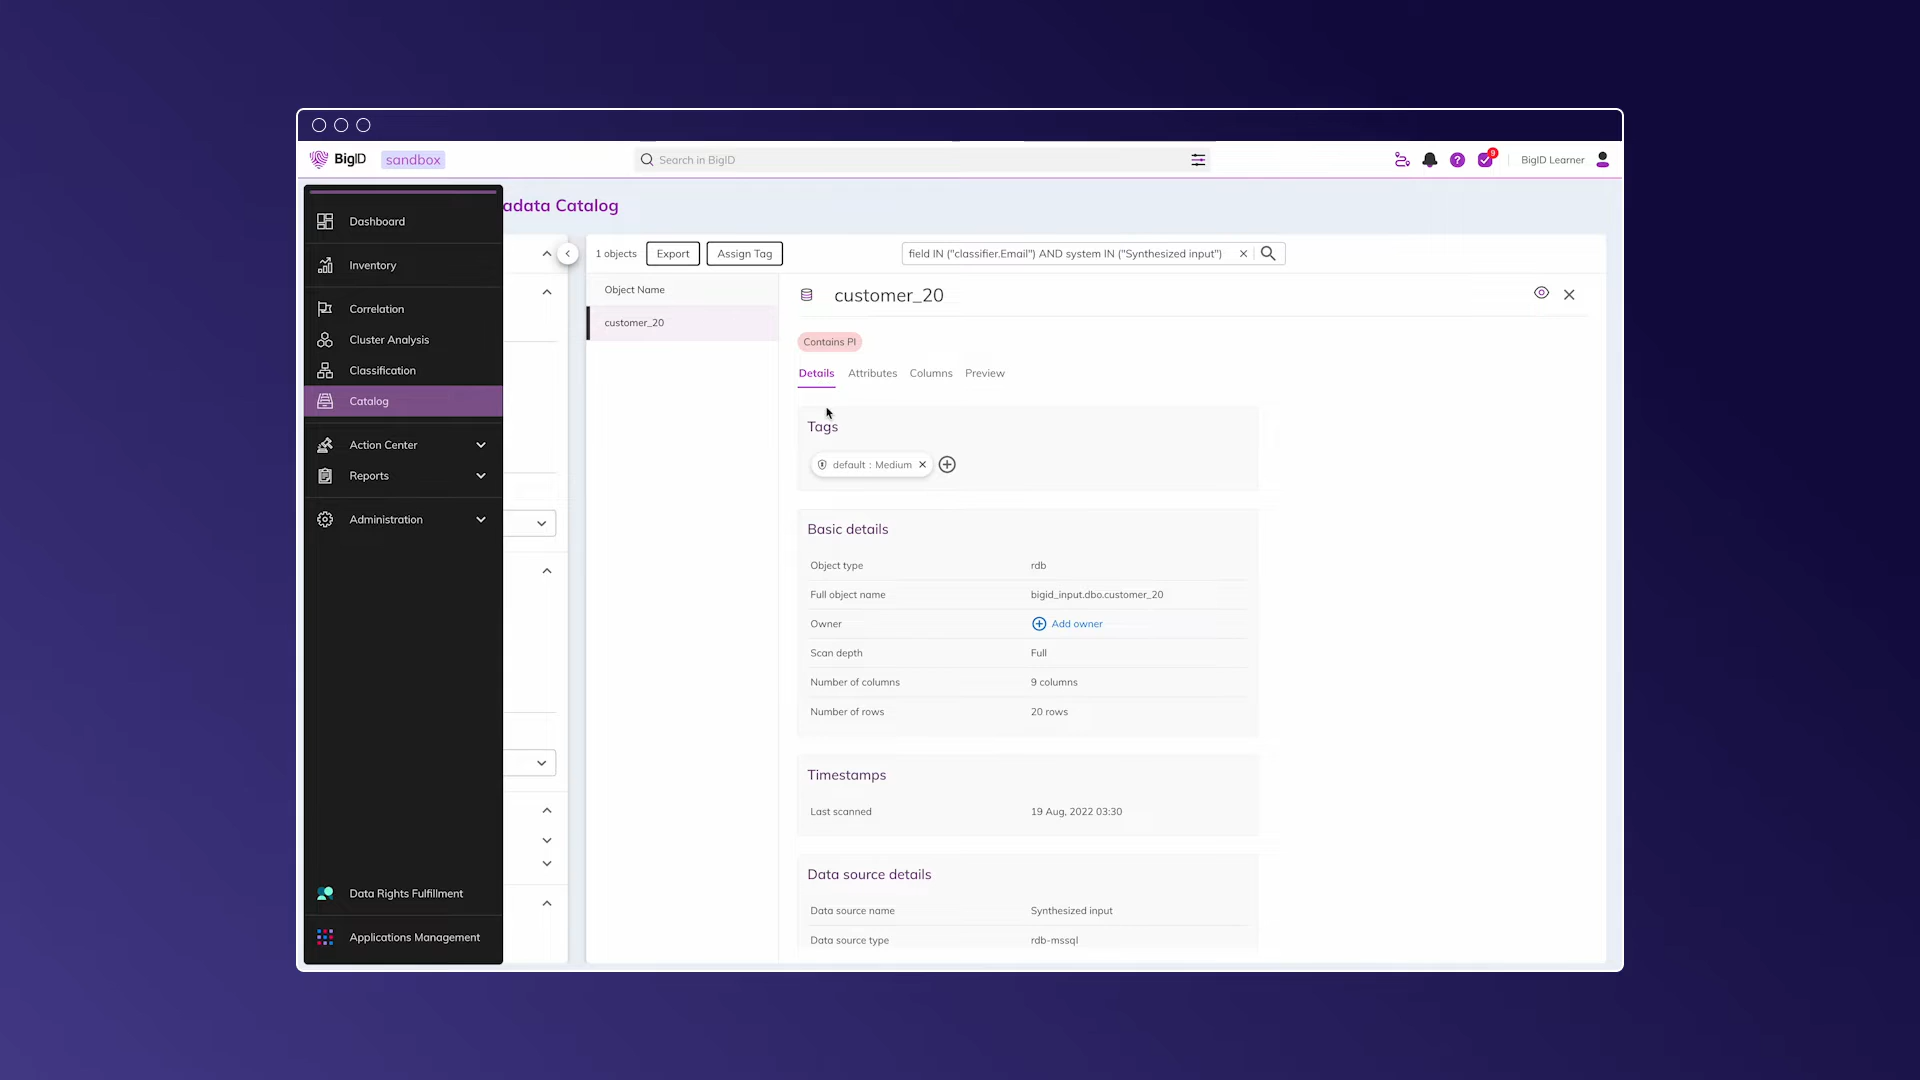 BigID sandbox
Search in BigID
9
BigID Learner
Dashboard
Inventory
Correlation
Cluster Analysis
Classification
Catalog
Action Center
Reports
Administration
Data Rights Fulfillment
Applications Management
adata Catalog
1 objects Export Assign Tag
field IN ("classifier.Email") AND system IN ("Synthesized input")
Object Name
customer_20
customer_20
Contains PI
Details Attributes Columns Preview
Tags
default : Medium
Basic details
Object type rdb
Full object name bigid_input.dbo.customer_20
Owner Add owner
Scan depth Full
Number of columns 9 columns
Number of rows 20 rows
Timestamps
Last scanned 19 Aug, 2022 03:30
Data source details
Data source name Synthesized input
Data source type rdb-mssql